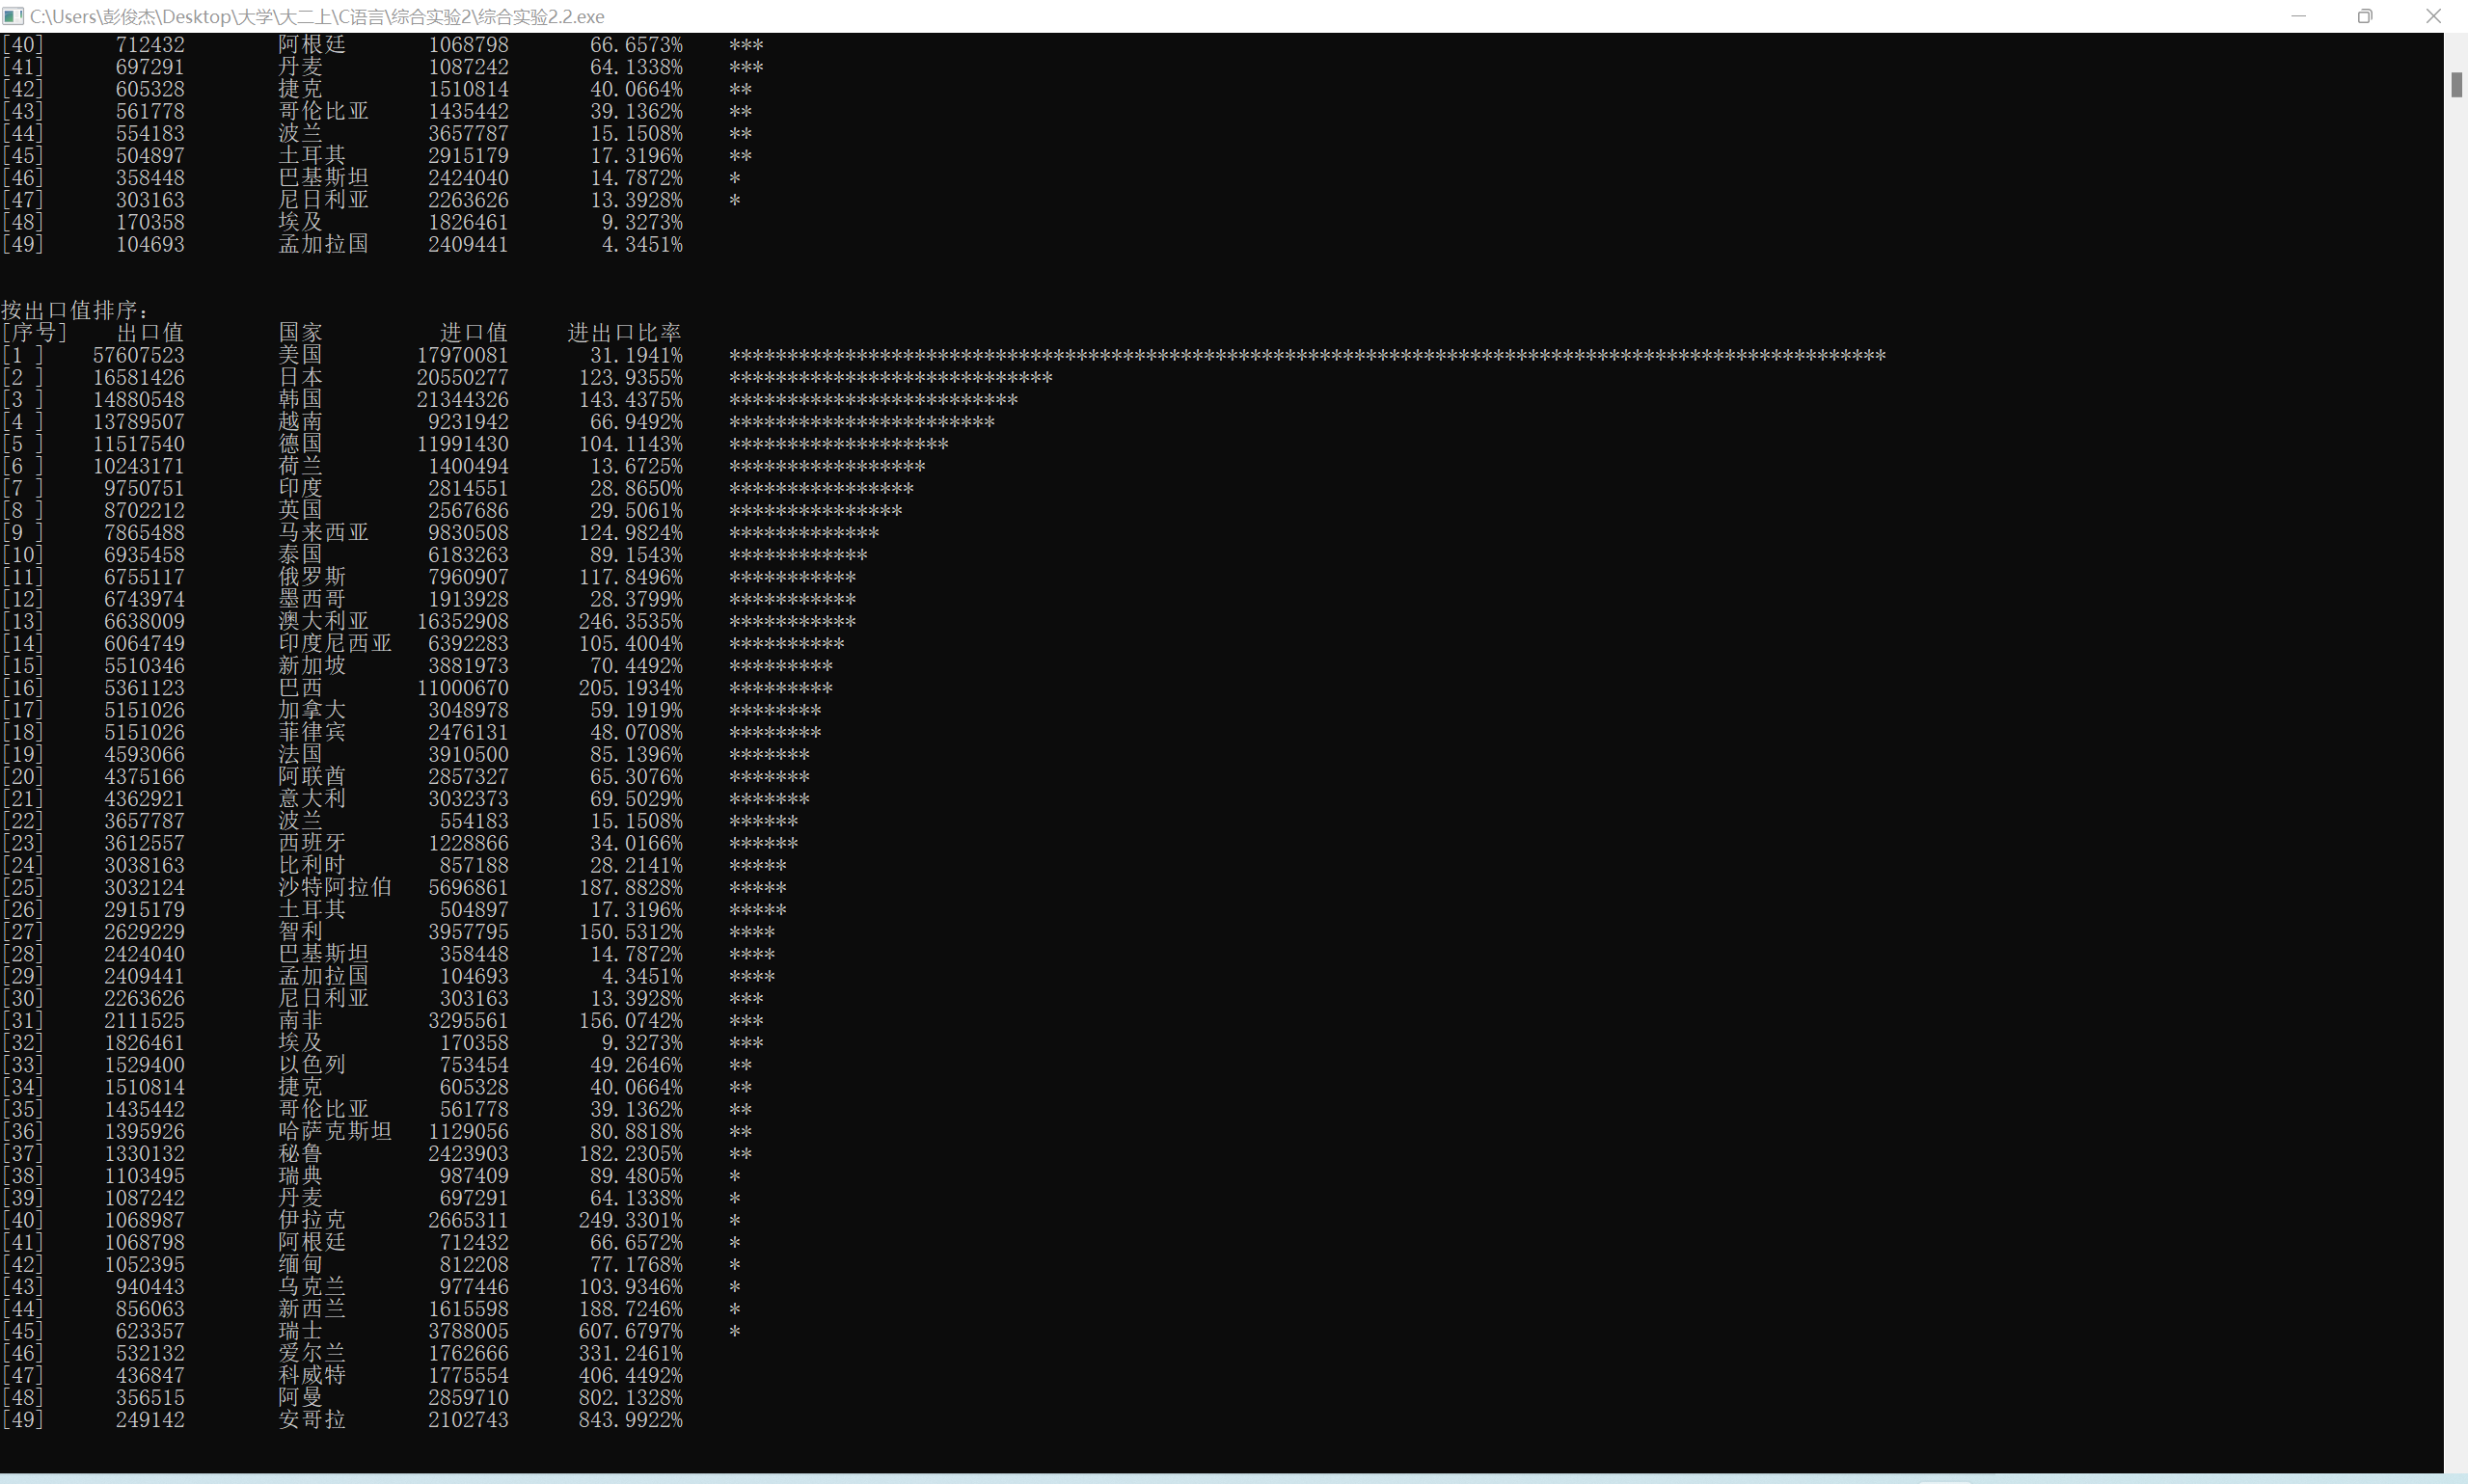 C:\Users\彭俊杰\Desktop\大学\大二上\C语言\综合实验2\综合实验2.2.exe
[40] 712432 阿根廷 1068798 66.6573% ***
[41] 697291 丹麦 1087242 64.1338% ***
[42] 605328 捷克 1510814 40.0664% **
[43] 561778 哥伦比亚 1435442 39.1362% **
[44] 554183 波兰 3657787 15.1508% **
[45] 504897 土耳其 2915179 17.3196% **
[46] 358448 巴基斯坦 2424040 14.7872% *
[47] 303163 尼日利亚 2263626 13.3928% *
[48] 170358 埃及 1826461 9.3273%
[49] 104693 孟加拉国 2409441 4.3451%
按出口值排序:
[序号] 出口值 国家 进口值 进出口比率
[1 ] 57607523 美国 17970081 31.1941% ****************************************************************************************************
[2 ] 16581426 日本 20550277 123.9355% ****************************
[3 ] 14880548 韩国 21344326 143.4375% *************************
[4 ] 13789507 越南 9231942 66.9492% ***********************
[5 ] 11517540 德国 11991430 104.1143% *******************
[6 ] 10243171 荷兰 1400494 13.6725% *****************
[7 ] 9750751 印度 2814551 28.8650% ****************
[8 ] 8702212 英国 2567686 29.5061% ***************
[9 ] 7865488 马来西亚 9830508 124.9824% *************
[10] 6935458 泰国 6183263 89.1543% ************
[11] 6755117 俄罗斯 7960907 117.8496% ***********
[12] 6743974 墨西哥 1913928 28.3799% ***********
[13] 6638009 澳大利亚 16352908 246.3535% ***********
[14] 6064749 印度尼西亚 6392283 105.4004% **********
[15] 5510346 新加坡 3881973 70.4492% *********
[16] 5361123 巴西 11000670 205.1934% *********
[17] 5151026 加拿大 3048978 59.1919% ********
[18] 5151026 菲律宾 2476131 48.0708% ********
[19] 4593066 法国 3910500 85.1396% *******
[20] 4375166 阿联酋 2857327 65.3076% *******
[21] 4362921 意大利 3032373 69.5029% *******
[22] 3657787 波兰 554183 15.1508% ******
[23] 3612557 西班牙 1228866 34.0166% ******
[24] 3038163 比利时 857188 28.2141% *****
[25] 3032124 沙特阿拉伯 5696861 187.8828% *****
[26] 2915179 土耳其 504897 17.3196% *****
[27] 2629229 智利 3957795 150.5312% ****
[28] 2424040 巴基斯坦 358448 14.7872% ****
[29] 2409441 孟加拉国 104693 4.3451% ****
[30] 2263626 尼日利亚 303163 13.3928% ***
[31] 2111525 南非 3295561 156.0742% ***
[32] 1826461 埃及 170358 9.3273% ***
[33] 1529400 以色列 753454 49.2646% **
[34] 1510814 捷克 605328 40.0664% **
[35] 1435442 哥伦比亚 561778 39.1362% **
[36] 1395926 哈萨克斯坦 1129056 80.8818% **
[37] 1330132 秘鲁 2423903 182.2305% **
[38] 1103495 瑞典 987409 89.4805% *
[39] 1087242 丹麦 697291 64.1338% *
[40] 1068987 伊拉克 2665311 249.3301% *
[41] 1068798 阿根廷 712432 66.6572% *
[42] 1052395 缅甸 812208 77.1768% *
[43] 940443 乌克兰 977446 103.9346% *
[44] 856063 新西兰 1615598 188.7246% *
[45] 623357 瑞士 3788005 607.6797% *
[46] 532132 爱尔兰 1762666 331.2461%
[47] 436847 科威特 1775554 406.4492%
[48] 356515 阿曼 2859710 802.1328%
[49] 249142 安哥拉 2102743 843.9922%